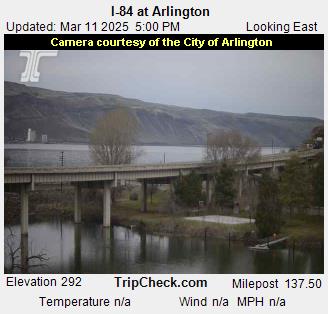 I-84 at Arlington
Updated: Mar 11 2025 5:00 PM Looking East
Camera courtesy of the City of Arlington
Elevation 292 TripCheck.com Milepost 137.50
Temperature n/a Wind n/a MPH n/a